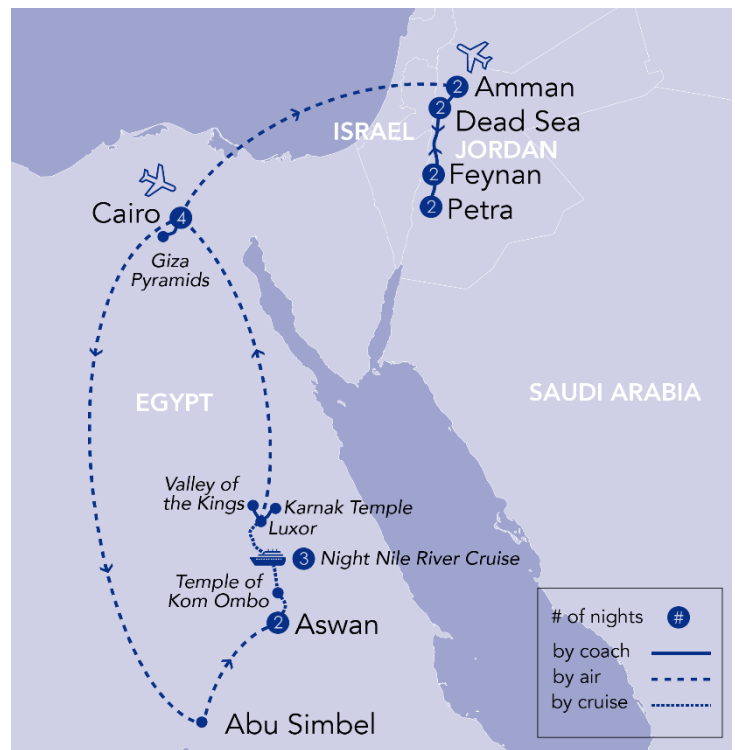 2
Amman
2
Dead Sea
ISRAEL
JORDAN
2
Feynan
2
Petra
Cairo
4
Giza
Pyramids
EGYPT
SAUDI ARABIA
Valley of
the Kings
Karnak Temple
Luxor
3
Night Nile River Cruise
Temple of
Kom Ombo
2
Aswan
Abu Simbel
# of nights
#
by coach
by air
by cruise